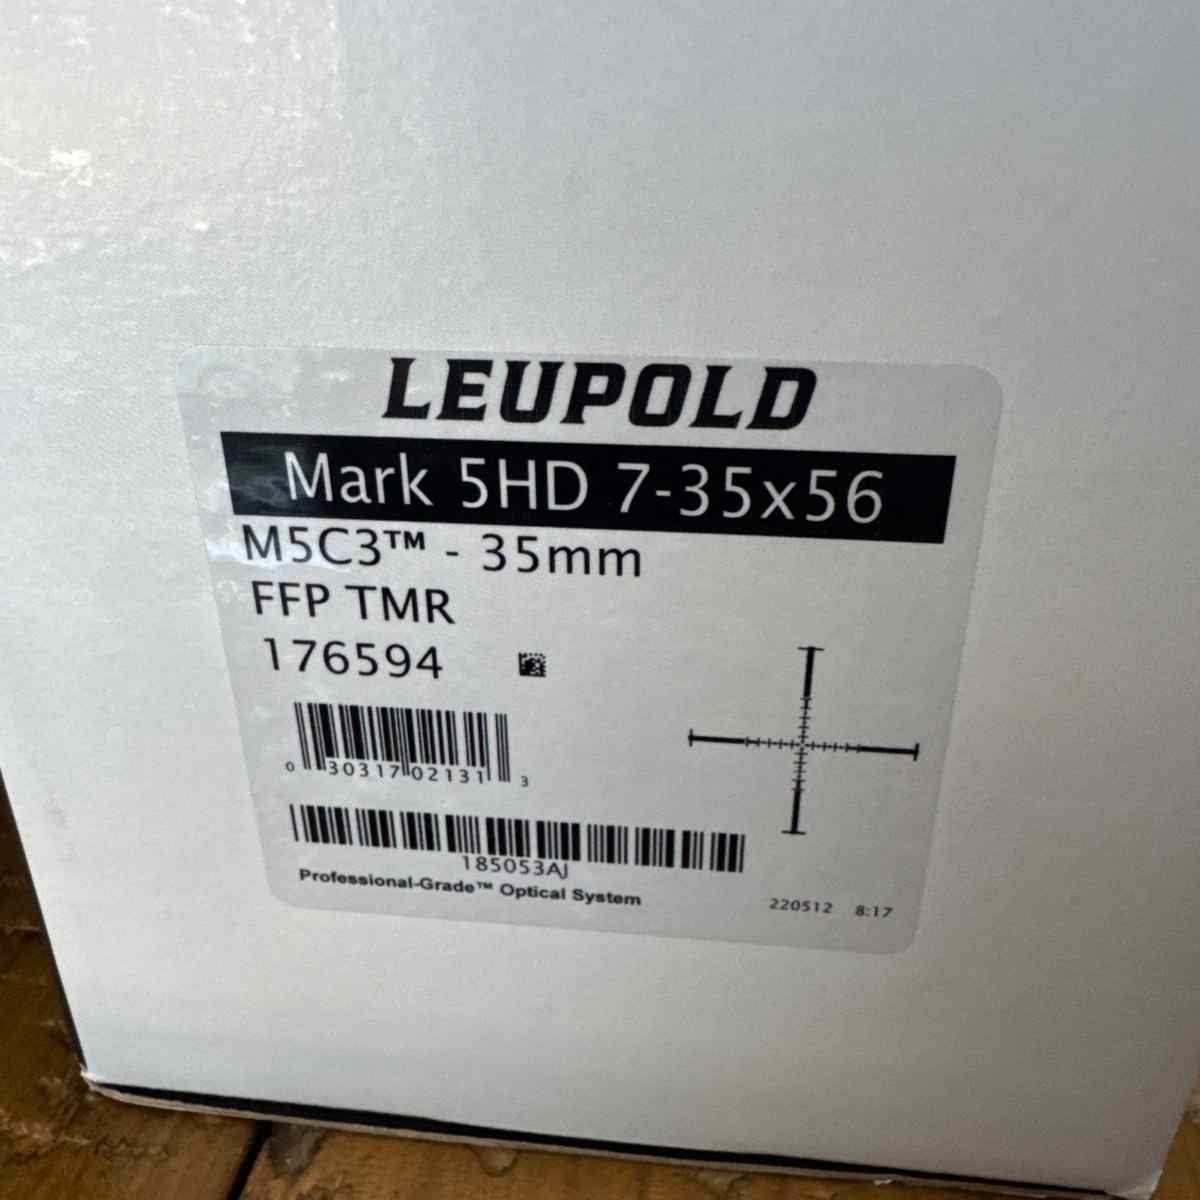 LEUPOLD
Mark 5HD 7-35x56
M5C3™ - 35mm
FFP TMR
176594
0 30317 02131 3
185053AJ
Professional-Grade™ Optical System
220512 8:17